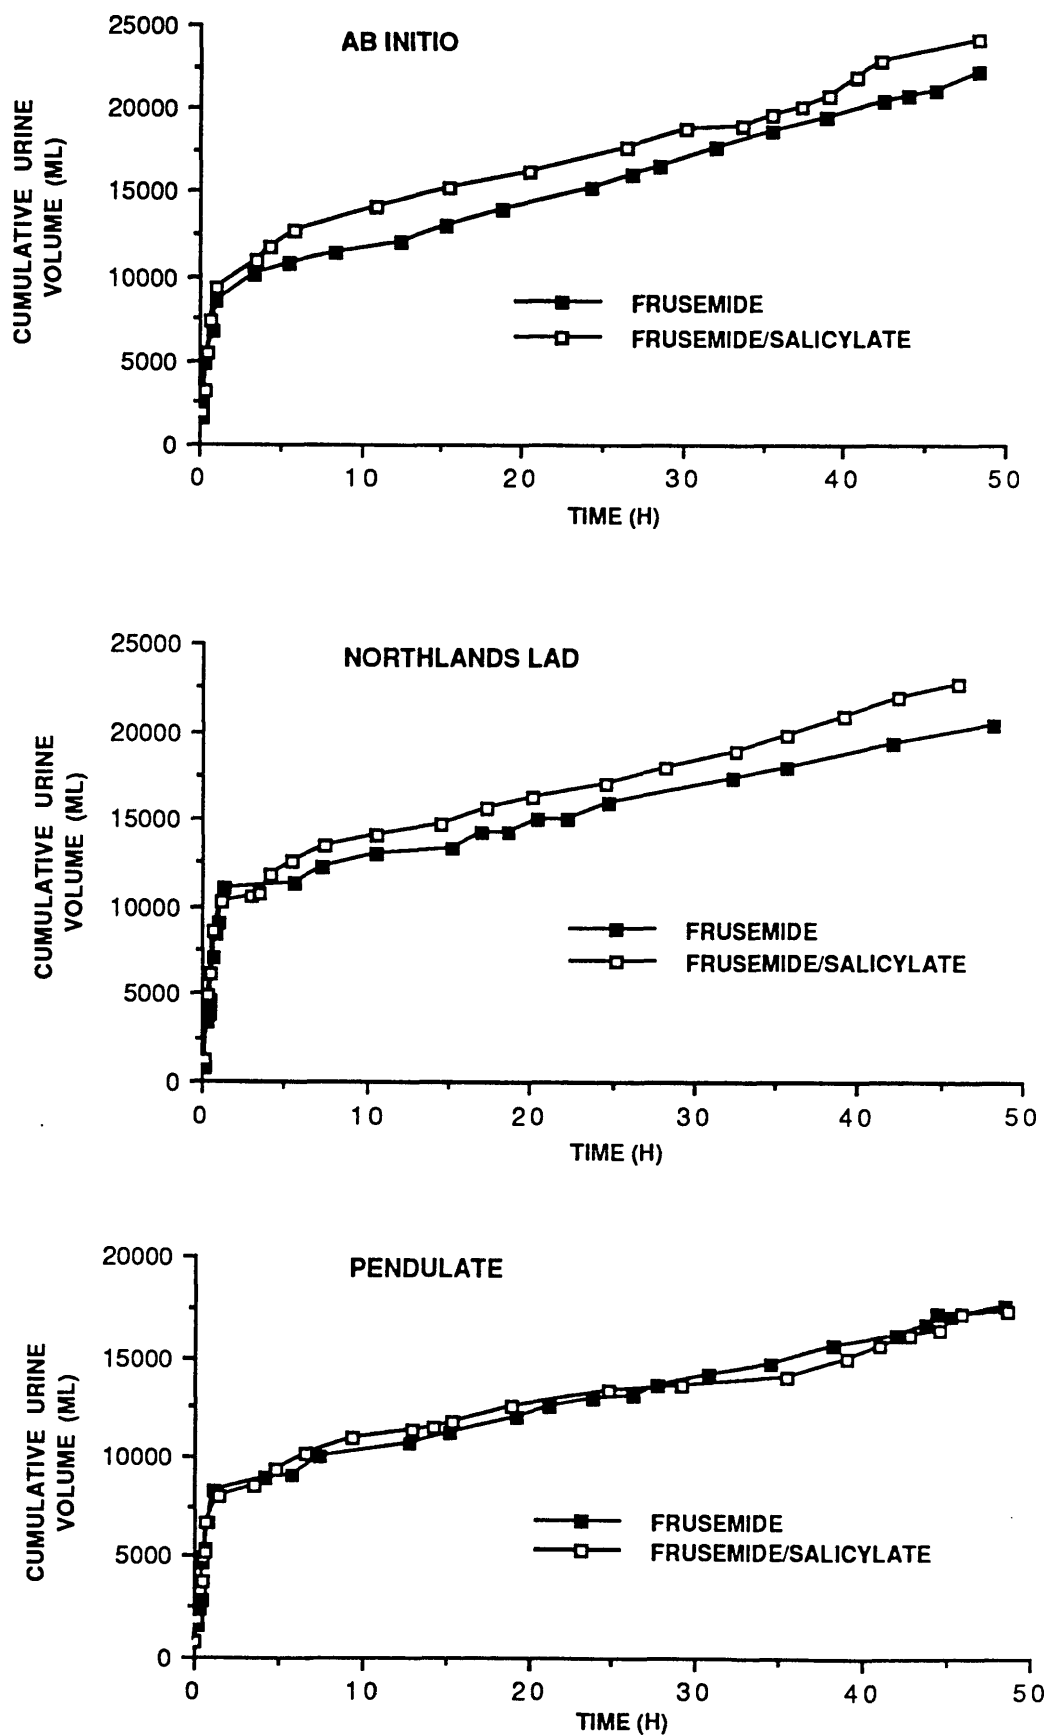 AB INITIO
25000
20000
15000
10000
5000
0
CUMULATIVE URINE
VOLUME (ML)
FRUSEMIDE
FRUSEMIDE/SALICYLATE
0 10 20 30 40 50
TIME (H)
NORTHLANDS LAD
25000
20000
15000
10000
5000
0
CUMULATIVE URINE
VOLUME (ML)
FRUSEMIDE
FRUSEMIDE/SALICYLATE
0 10 20 30 40 50
TIME (H)
PENDULATE
20000
15000
10000
5000
0
CUMULATIVE URINE
VOLUME (ML)
FRUSEMIDE
FRUSEMIDE/SALICYLATE
0 10 20 30 40 50
TIME (H)